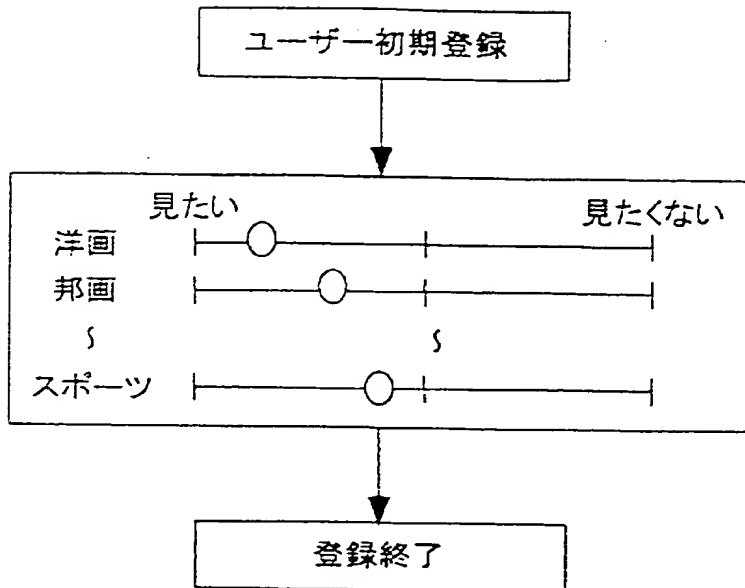 ユーザー初期登録
見たい 見たくない
洋画
邦画
〜 〜
スポーツ
登録終了